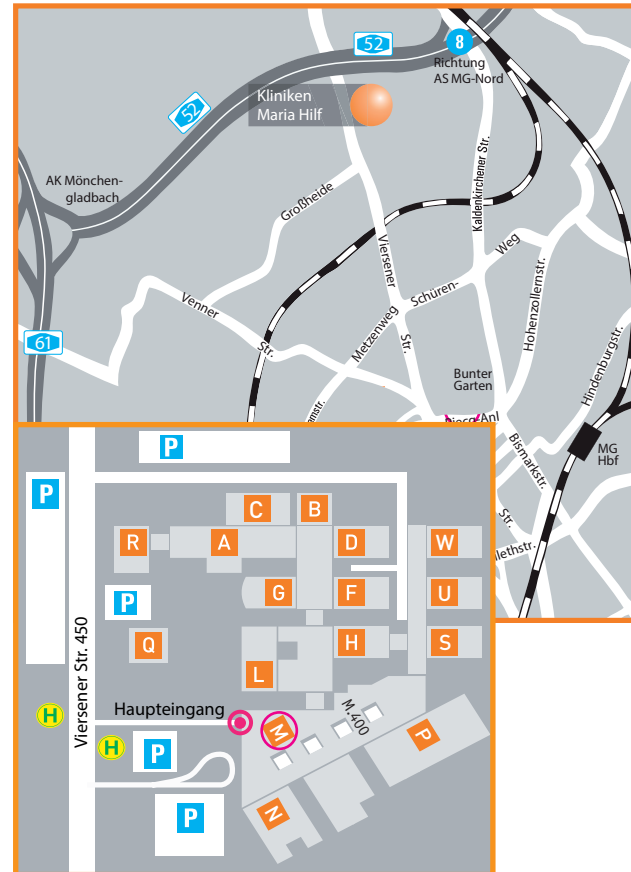 52
8
Richtung
AS MG-Nord
Kliniken
Maria Hilf
52
AK Mönchen-
gladbach
Großheide
Kaldenkirchener Str.
Viersener
Str.
Schüren-
Weg
Hohenzollernstr.
Venner
Str.
Metzenweg
61
Bunter
Garten
Hindenburgstr.
Bismarkstr.
MG
Hbf
Str.
P
P
C
B
R
A
D
W
G
F
U
P
Q
H
S
L
Viersener Str. 450
H
Haupteingang
M
M.400
P
H
P
N
P